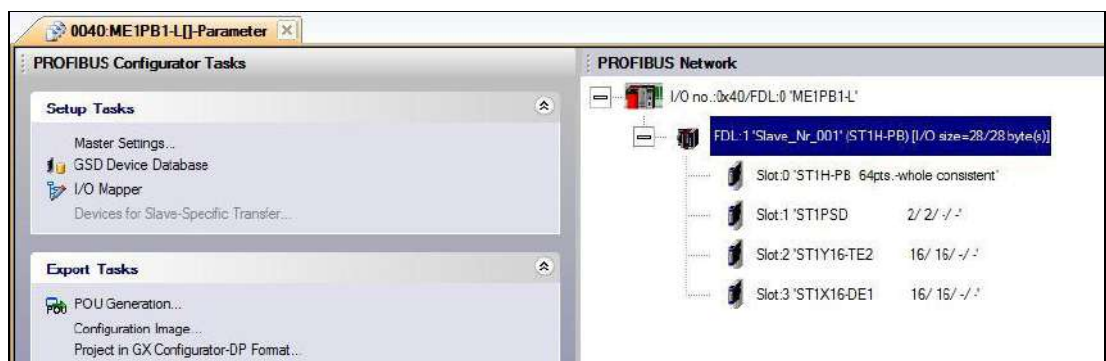 0040:ME1PB1-L[]-Parameter
PROFIBUS Configurator Tasks
Setup Tasks
Master Settings...
GSD Device Database
I/O Mapper
Devices for Slave-Specific Transfer...
Export Tasks
POU Generation...
Configuration Image...
Project in GX Configurator-DP Format...
PROFIBUS Network
I/O no.:0x40/FDL:0 'ME1PB1-L'
FDL:1 'Slave_Nr_001' (ST1H-PB) [I/O size=28/28 byte(s)]
Slot:0 'ST1H-PB 64pts.-whole consistent'
Slot:1 'ST1PSD 2/ 2/ -/ -'
Slot:2 'ST1Y16-TE2 16/ 16/ -/ -'
Slot:3 'ST1X16-DE1 16/ 16/ -/ -'